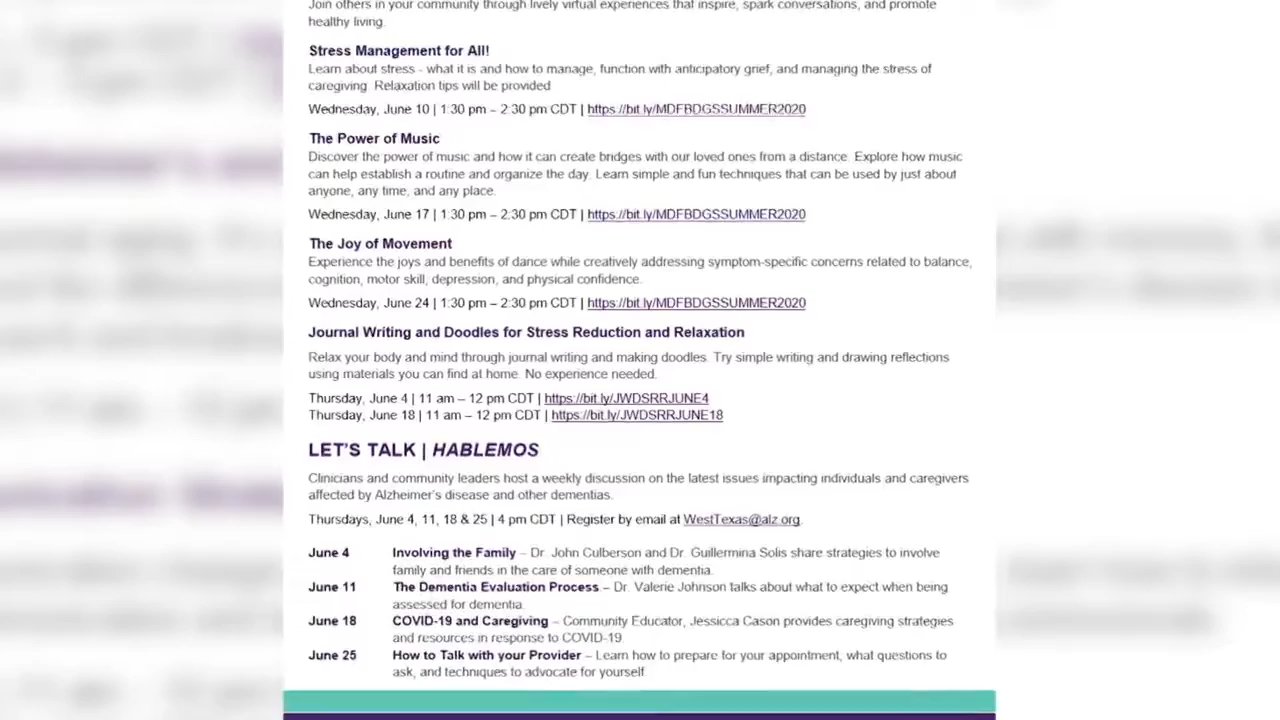 Join others in your community through lively virtual experiences that inspire, spark conversations, and promote
healthy living.
Stress Management for All!
Learn about stress - what it is and how to manage, function with anticipatory grief, and managing the stress of
caregiving. Relaxation tips will be provided
Wednesday, June 10 | 1:30 pm – 2:30 pm CDT | https://bit.ly/MDFBDGSSUMMER2020
The Power of Music
Discover the power of music and how it can create bridges with our loved ones from a distance. Explore how music
can help establish a routine and organize the day. Learn simple and fun techniques that can be used by just about
anyone, any time, and any place.
Wednesday, June 17 | 1:30 pm – 2:30 pm CDT | https://bit.ly/MDFBDGSSUMMER2020
The Joy of Movement
Experience the joys and benefits of dance while creatively addressing symptom-specific concerns related to balance,
cognition, motor skill, depression, and physical confidence.
Wednesday, June 24 | 1:30 pm – 2:30 pm CDT | https://bit.ly/MDFBDGSSUMMER2020
Journal Writing and Doodles for Stress Reduction and Relaxation
Relax your body and mind through journal writing and making doodles. Try simple writing and drawing reflections
using materials you can find at home. No experience needed.
Thursday, June 4 | 11 am – 12 pm CDT | https://bit.ly/JWDSRRJUNE4
Thursday, June 18 | 11 am – 12 pm CDT | https://bit.ly/JWDSRRJUNE18
LET'S TALK | HABLEMOS
Clinicians and community leaders host a weekly discussion on the latest issues impacting individuals and caregivers
affected by Alzheimer's disease and other dementias.
Thursdays, June 4, 11, 18 & 25 | 4 pm CDT | Register by email at WestTexas@alz.org.
June 4 Involving the Family – Dr. John Culberson and Dr. Guillermina Solis share strategies to involve
family and friends in the care of someone with dementia.
June 11 The Dementia Evaluation Process – Dr. Valerie Johnson talks about what to expect when being
assessed for dementia.
June 18 COVID-19 and Caregiving – Community Educator, Jessicca Cason provides caregiving strategies
and resources in response to COVID-19.
June 25 How to Talk with your Provider – Learn how to prepare for your appointment, what questions to
ask, and techniques to advocate for yourself.